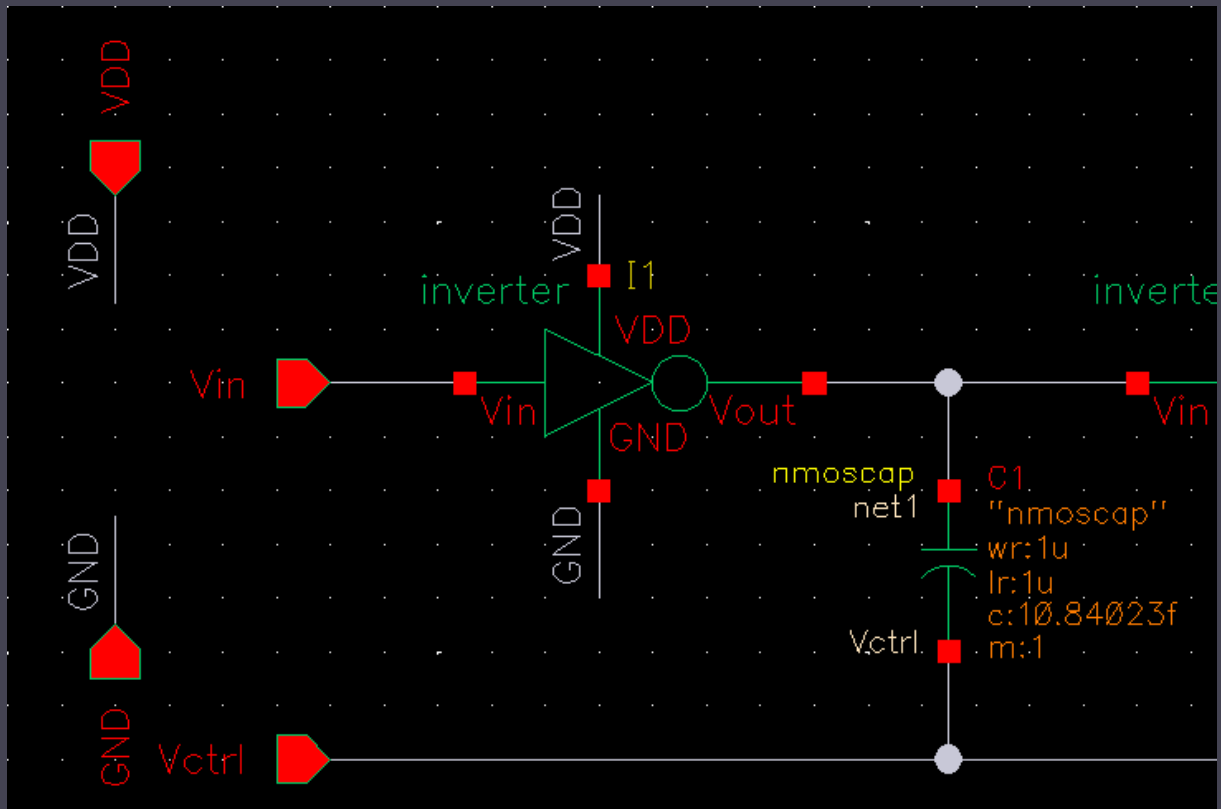 VDD
VDD
VDD
I1
inverter
inverte
VDD
Vin
Vin
Vout
Vin
GND
nmoscap
C1
net1
"nmoscap"
GND
GND
wr:1u
lr:1u
c:10.84023f
Vctrl
m:1
GND
Vctrl